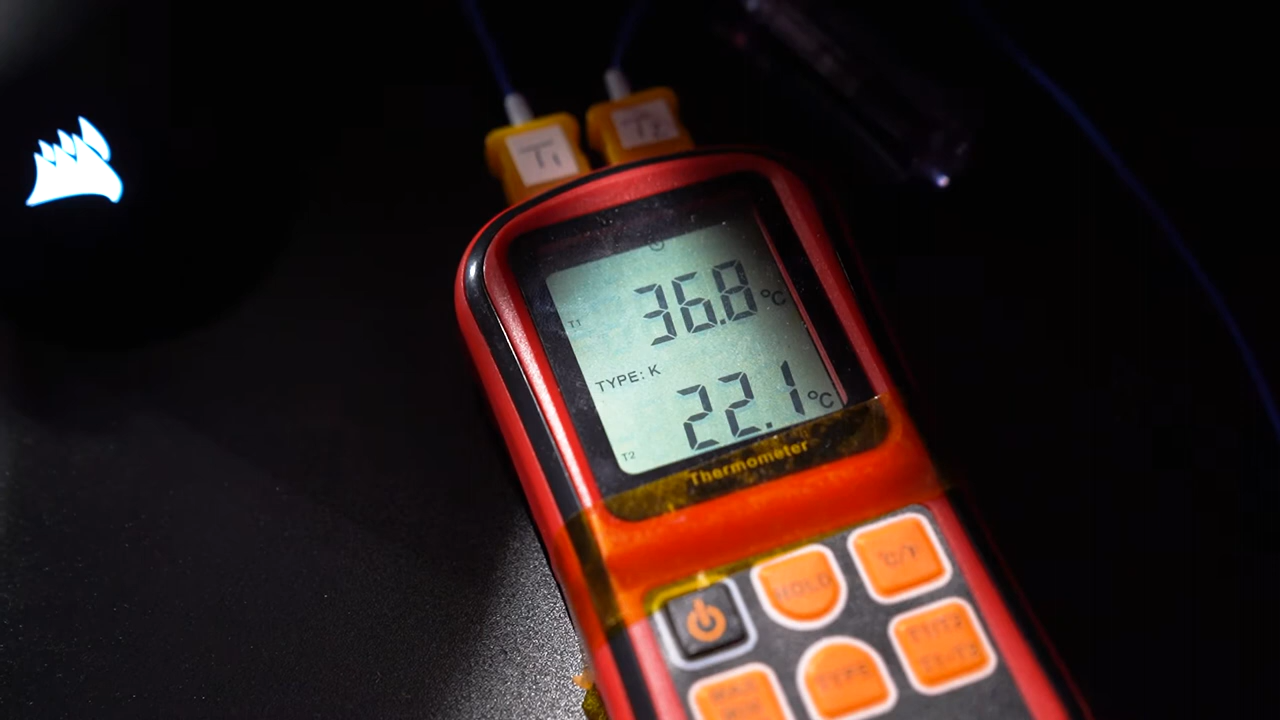 T1
T2
36.8 °C
T1
TYPE: K
22.1 °C
T2
Thermometer
HOLD
°C/°F
TYPE